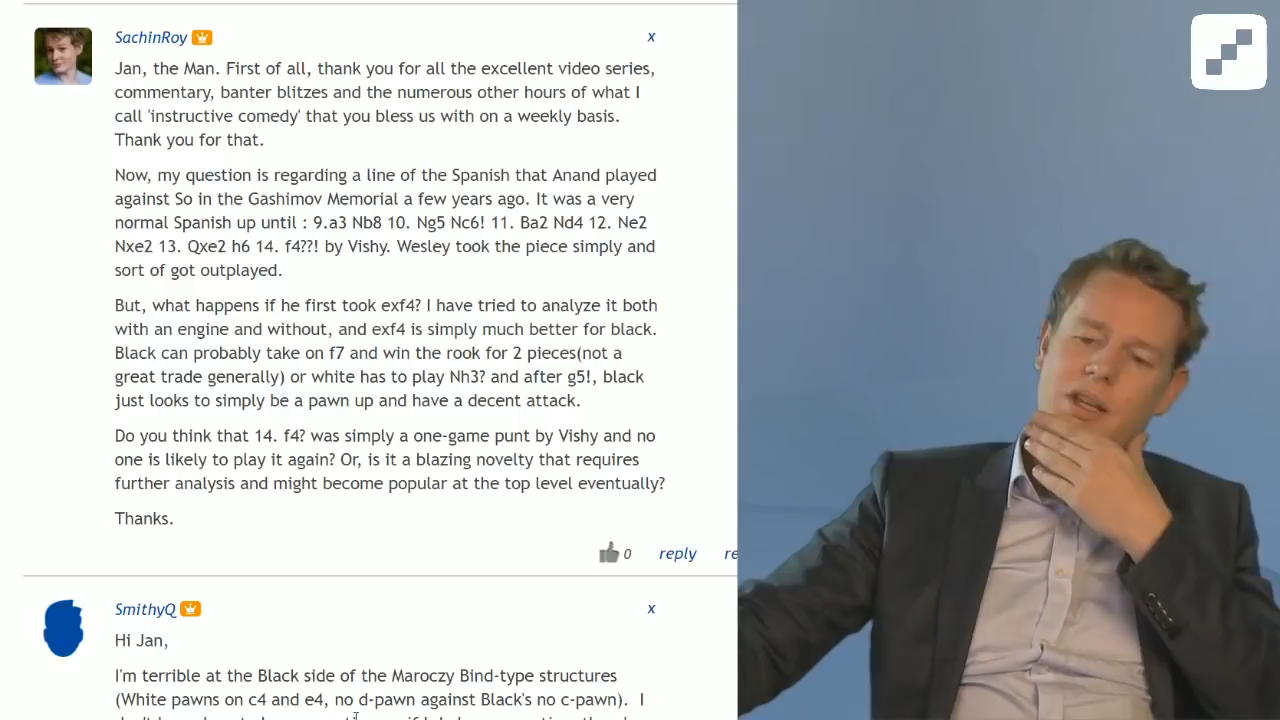 SachinRoy
x
Jan, the Man. First of all, thank you for all the excellent video series,
commentary, banter blitzes and the numerous other hours of what I
call 'instructive comedy' that you bless us with on a weekly basis.
Thank you for that.
Now, my question is regarding a line of the Spanish that Anand played
against So in the Gashimov Memorial a few years ago. It was a very
normal Spanish up until : 9.a3 Nb8 10. Ng5 Nc6! 11. Ba2 Nd4 12. Ne2
Nxe2 13. Qxe2 h6 14. f4??! by Vishy. Wesley took the piece simply and
sort of got outplayed.
But, what happens if he first took exf4? I have tried to analyze it both
with an engine and without, and exf4 is simply much better for black.
Black can probably take on f7 and win the rook for 2 pieces(not a
great trade generally) or white has to play Nh3? and after g5!, black
just looks to simply be a pawn up and have a decent attack.
Do you think that 14. f4? was simply a one-game punt by Vishy and no
one is likely to play it again? Or, is it a blazing novelty that requires
further analysis and might become popular at the top level eventually?
Thanks.
0 reply re
SmithyQ
x
Hi Jan,
I'm terrible at the Black side of the Maroczy Bind-type structures
(White pawns on c4 and e4, no d-pawn against Black's no c-pawn). I